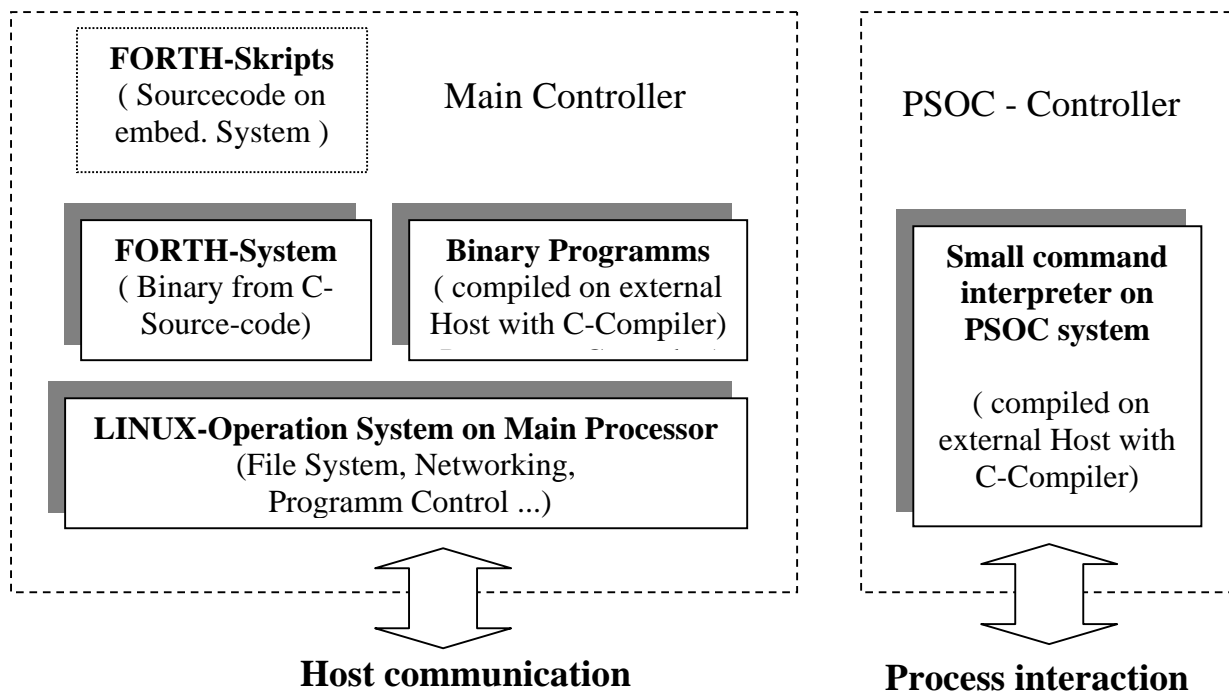 FORTH-Skripts
( Sourcecode on
embed. System )
Main Controller
PSOC - Controller
FORTH-System
( Binary from C-
Source-code)
Binary Programms
( compiled on external
Host with C-Compiler)
Small command
interpreter on
PSOC system
( compiled on
external Host with
C-Compiler)
LINUX-Operation System on Main Processor
(File System, Networking,
Programm Control ...)
Host communication
Process interaction